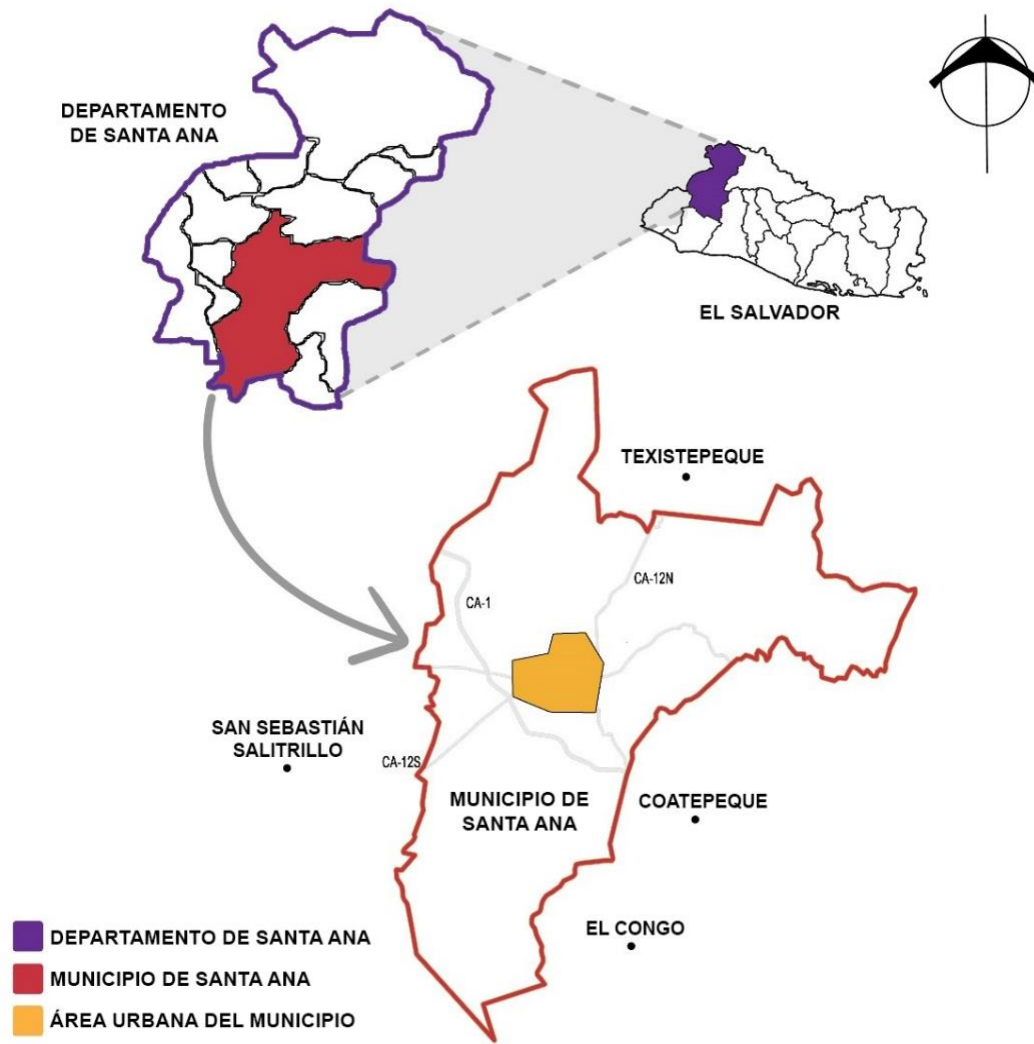 DEPARTAMENTO
DE SANTA ANA
EL SALVADOR
TEXISTEPEQUE
CA-12N
CA-1
SAN SEBASTIÁN
SALITRILLO
CA-12S
MUNICIPIO DE
SANTA ANA
COATEPEQUE
EL CONGO
DEPARTAMENTO DE SANTA ANA
MUNICIPIO DE SANTA ANA
ÁREA URBANA DEL MUNICIPIO